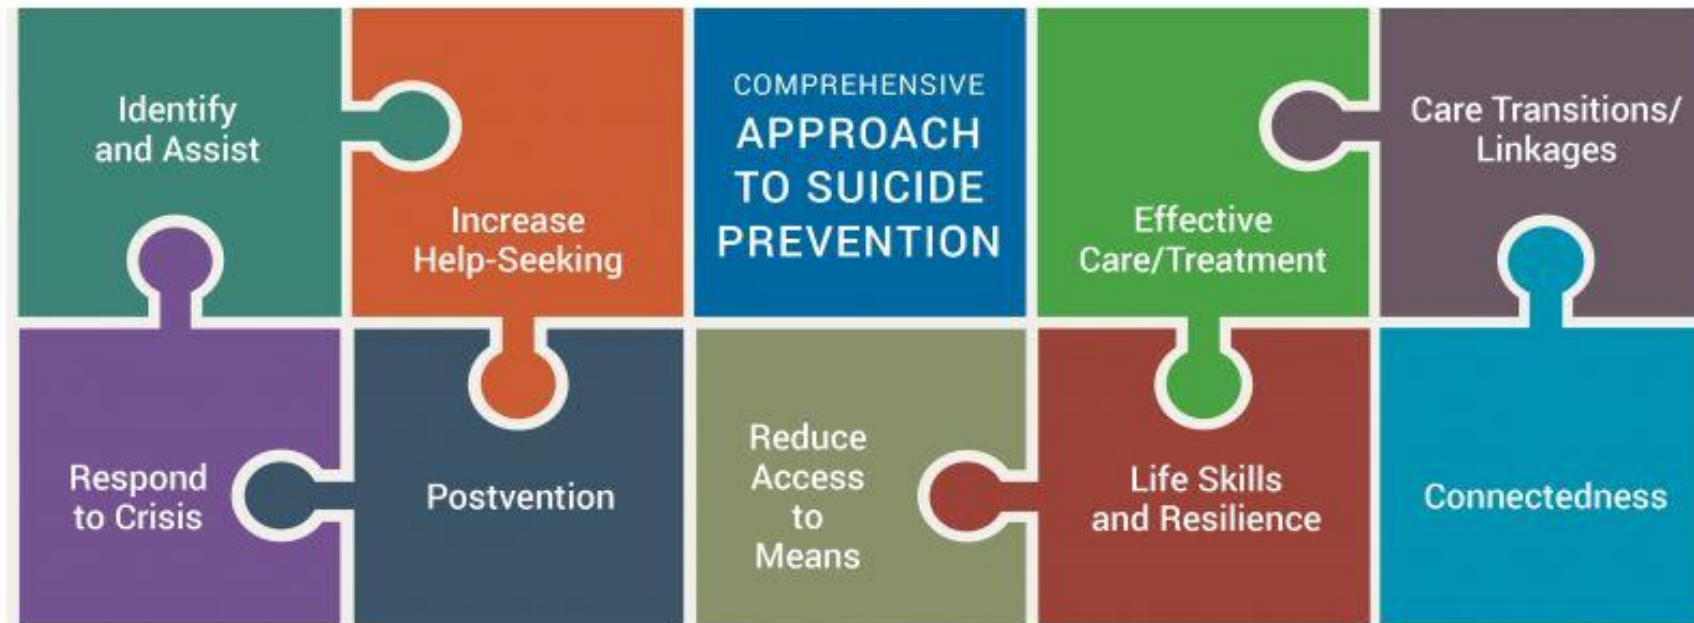 Identify
and Assist
Increase
Help-Seeking
COMPREHENSIVE
APPROACH
TO SUICIDE
PREVENTION
Effective
Care/Treatment
Care Transitions/
Linkages
Respond
to Crisis
Postvention
Reduce
Access
to
Means
Life Skills
and Resilience
Connectedness